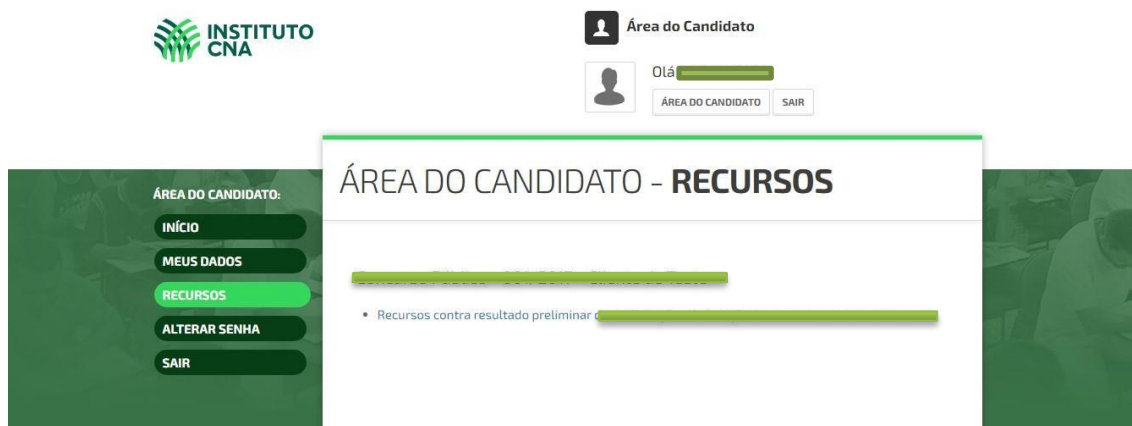 INSTITUTO
CNA
Área do Candidato
Olá
ÁREA DO CANDIDATO SAIR
ÁREA DO CANDIDATO - RECURSOS
ÁREA DO CANDIDATO:
INÍCIO
MEUS DADOS
RECURSOS
ALTERAR SENHA
SAIR
Recursos contra resultado preliminar